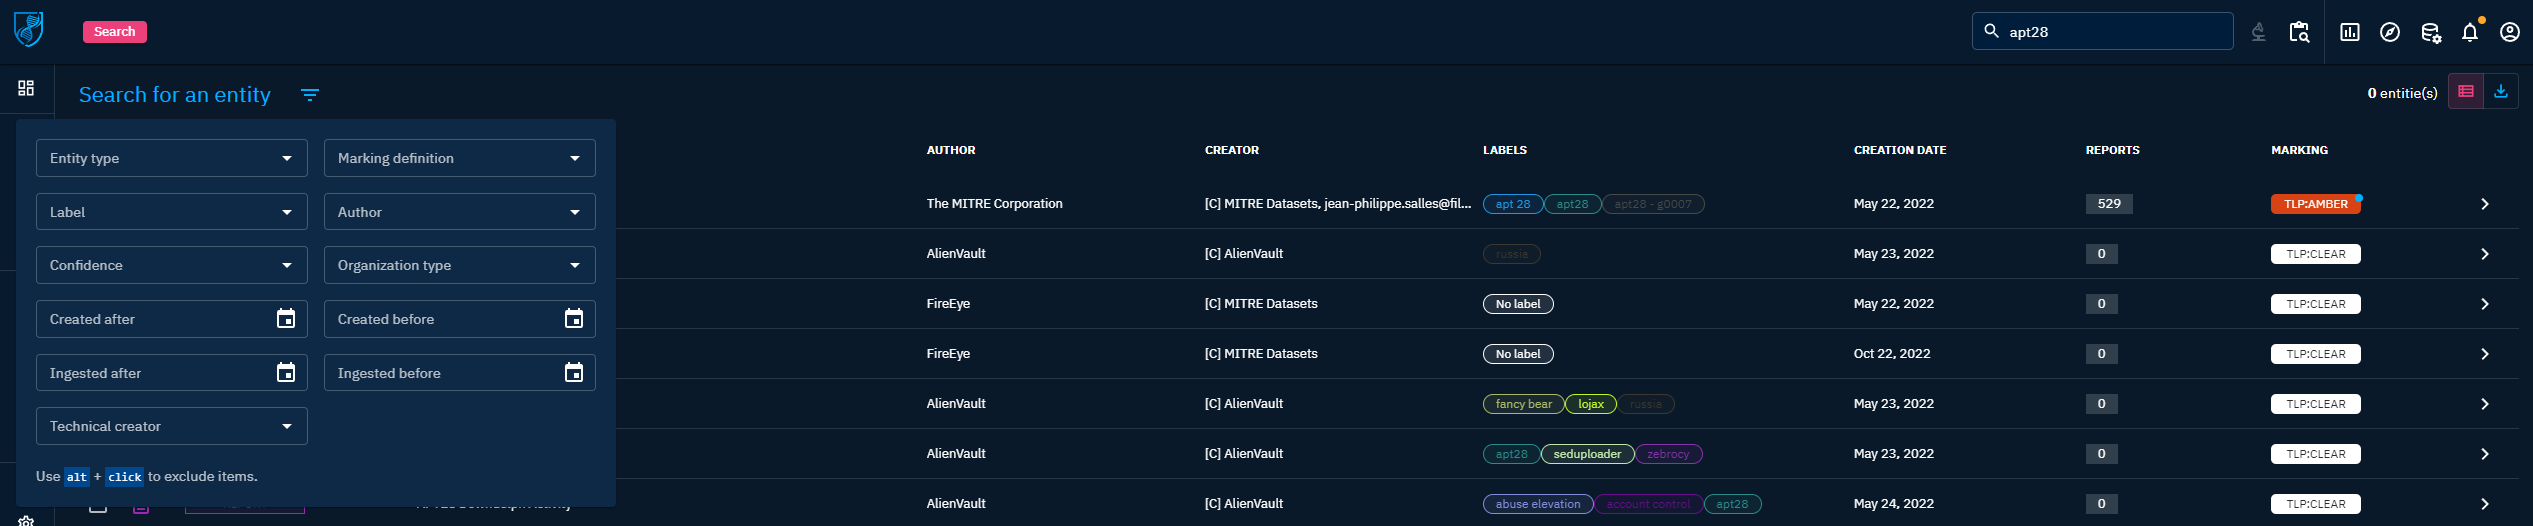 Search
apt28
Search for an entity
0 entitie(s)
AUTHOR CREATOR LABELS CREATION DATE REPORTS MARKING
Entity type Marking definition
The MITRE Corporation [C] MITRE Datasets, jean-philippe.salles@fil... apt 28 apt28 apt28 - g0007 May 22, 2022 529 TLP:AMBER
Label Author
AlienVault [C] AlienVault russia May 23, 2022 0 TLP:CLEAR
Confidence Organization type
FireEye [C] MITRE Datasets No label May 22, 2022 0 TLP:CLEAR
Created after Created before
FireEye [C] MITRE Datasets No label Oct 22, 2022 0 TLP:CLEAR
Ingested after Ingested before
AlienVault [C] AlienVault fancy bear lojax russia May 23, 2022 0 TLP:CLEAR
Technical creator
AlienVault [C] AlienVault apt28 seduploader zebrocy May 23, 2022 0 TLP:CLEAR
Use alt + click to exclude items.
AlienVault [C] AlienVault abuse elevation account control apt28 May 24, 2022 0 TLP:CLEAR